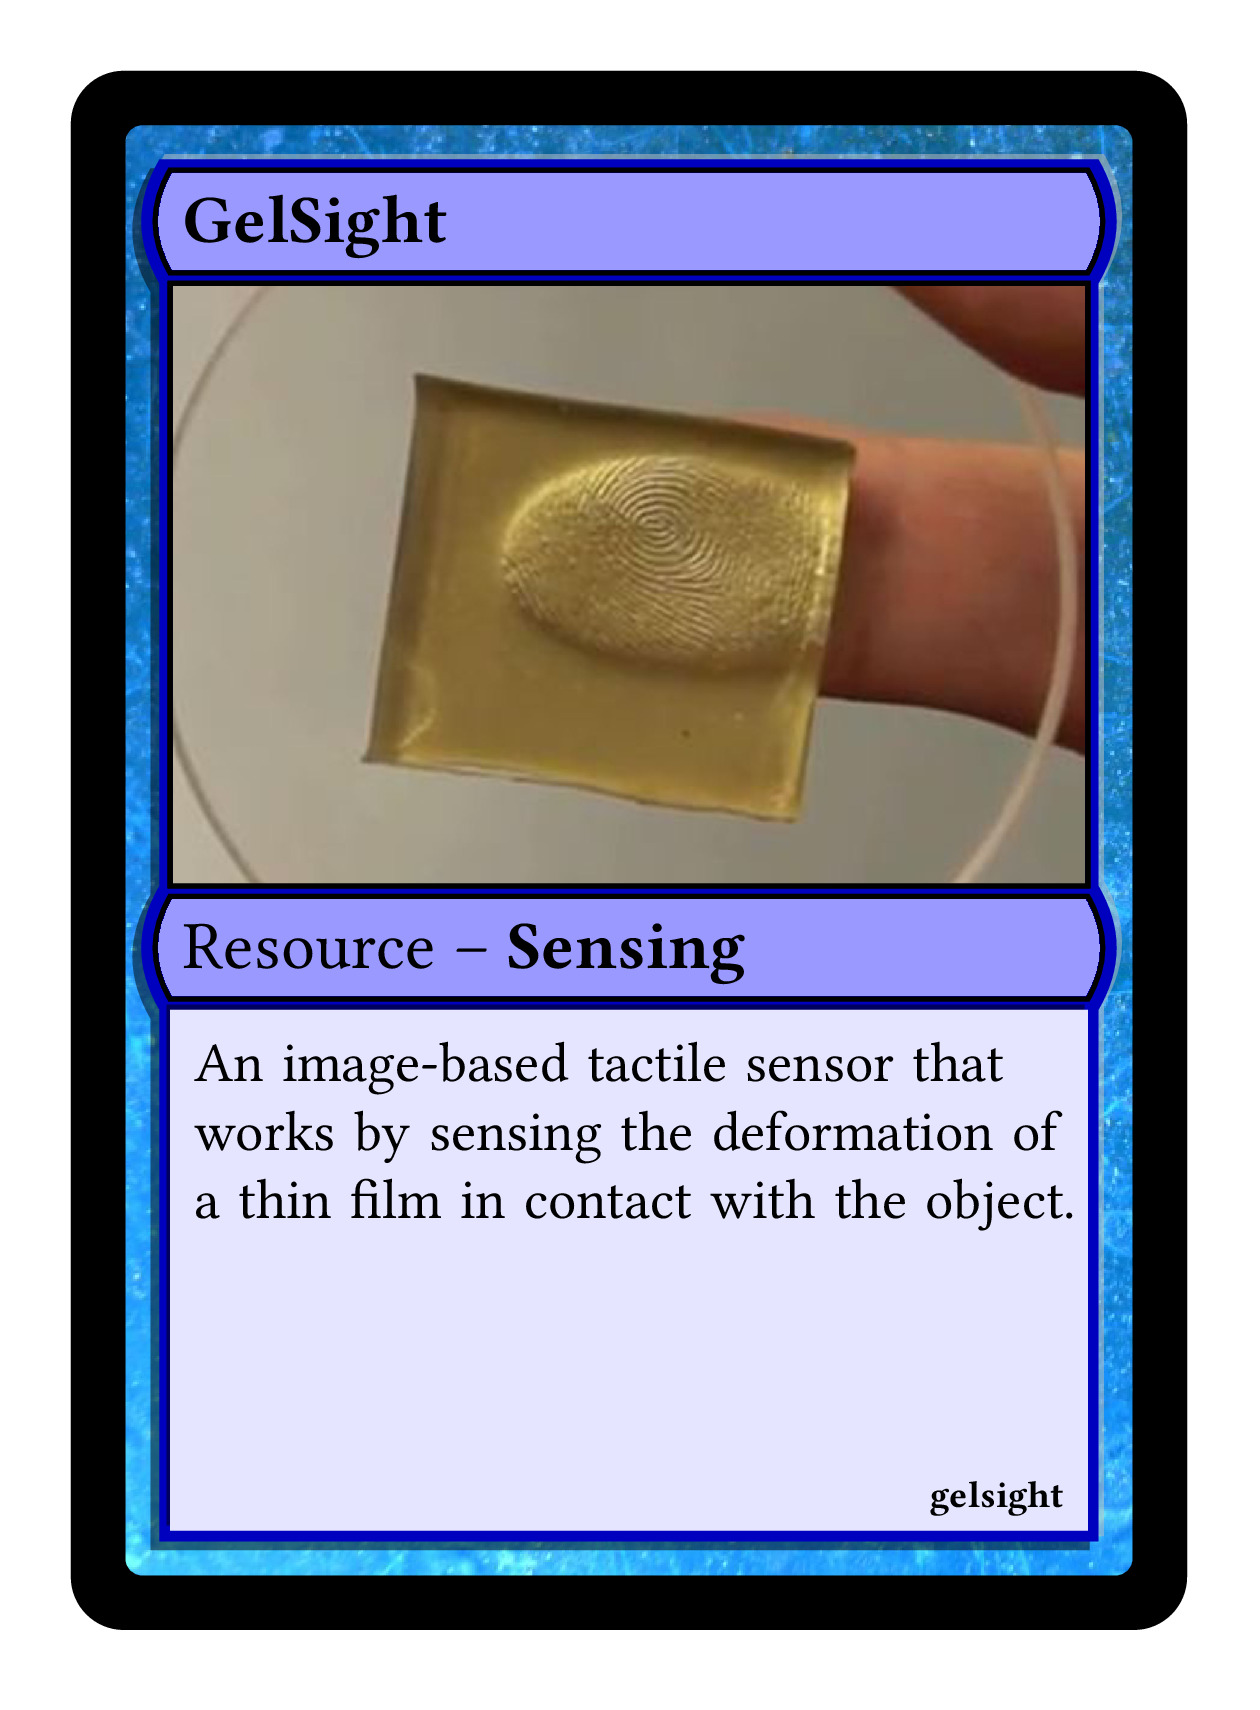 GelSight
Resource – Sensing
An image-based tactile sensor that
works by sensing the deformation of
a thin film in contact with the object.
gelsight